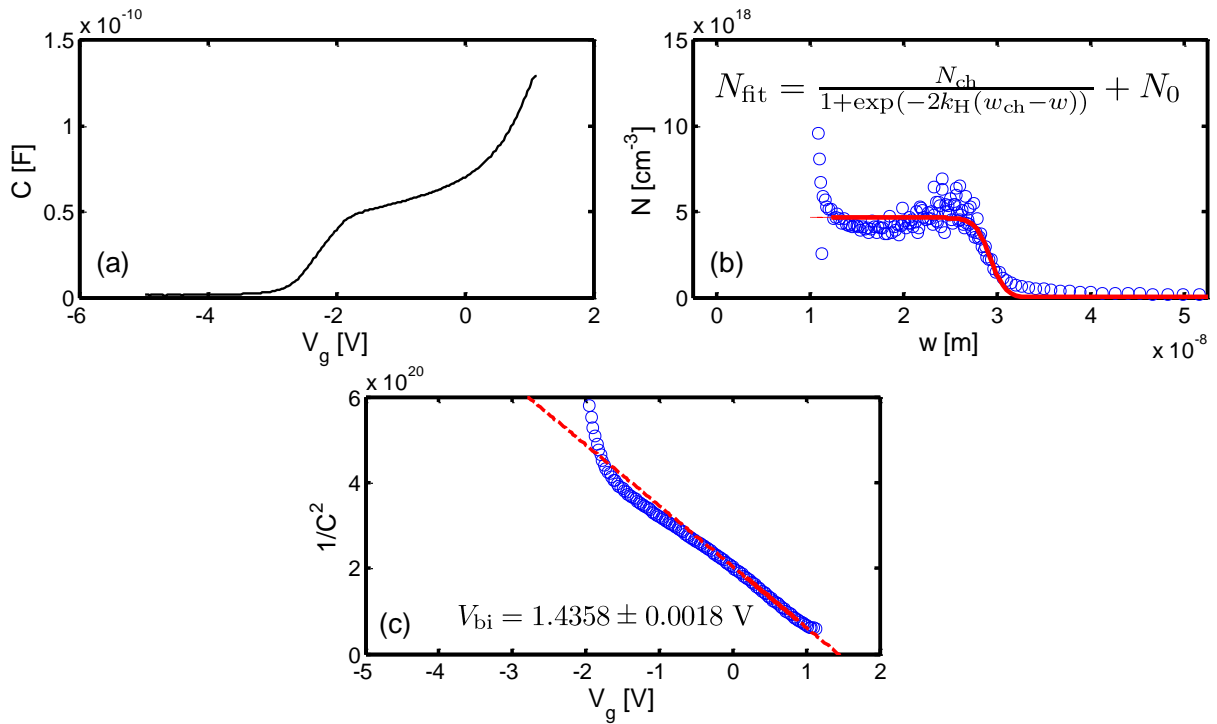 x 10^-10
1.5
1
0.5
0
C [F]
(a)
-6 -4 -2 0 2
V_g [V]
x 10^18
15
10
5
0
N [cm^-3]
N_fit = N_ch / 1+exp(−2k_H(w_ch−w)) + N_0
(b)
0 1 2 3 4 5
w [m]
x 10^-8
x 10^20
6
4
2
0
1/C^2
(c)
V_bi = 1.4358 ± 0.0018 V
-5 -4 -3 -2 -1 0 1 2
V_g [V]